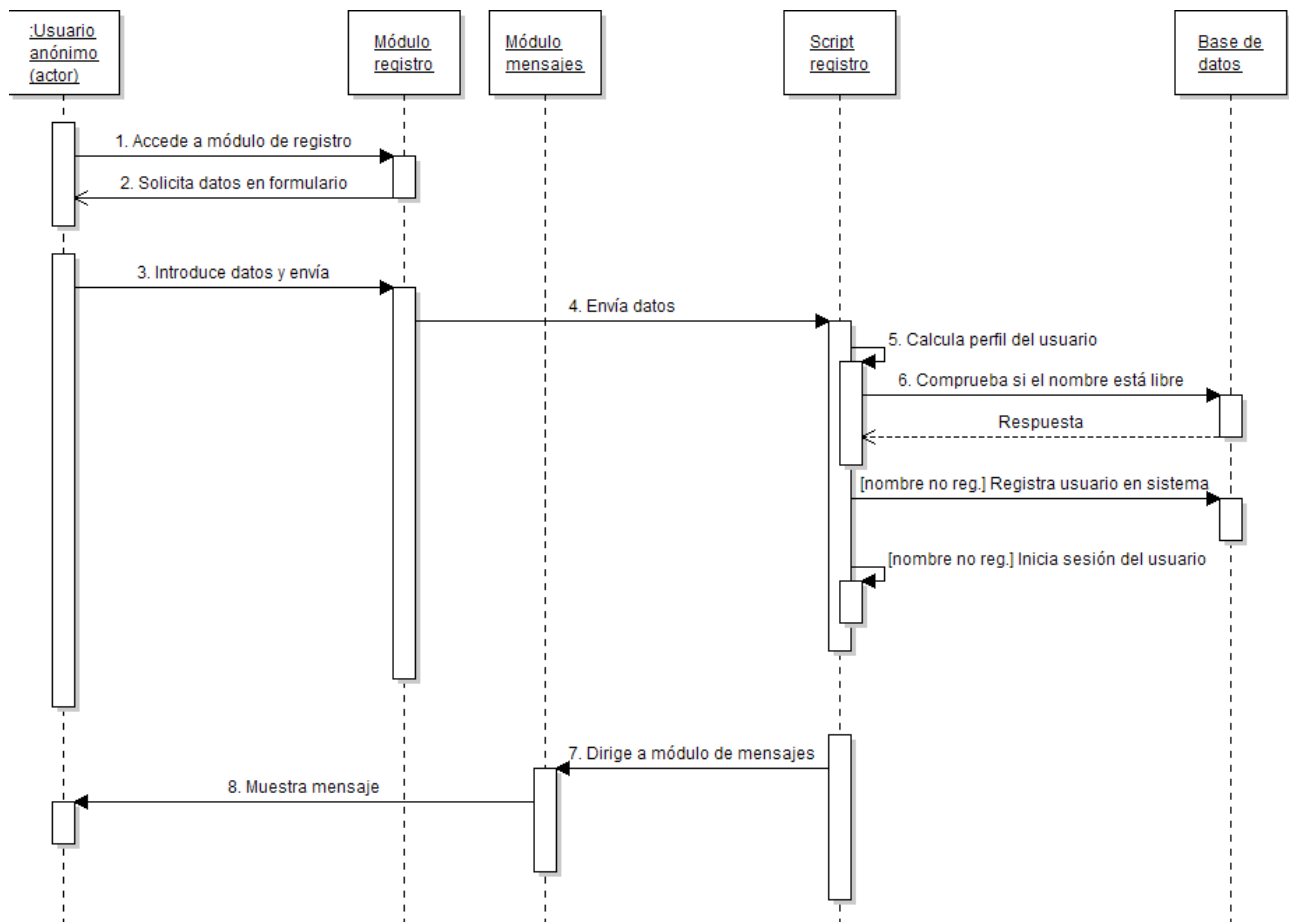 :Usuario
anónimo
(actor)
Módulo
registro
Módulo
mensajes
Script
registro
Base de
datos
1. Accede a módulo de registro
2. Solicita datos en formulario
3. Introduce datos y envía
4. Envía datos
5. Calcula perfil del usuario
6. Comprueba si el nombre está libre
Respuesta
[nombre no reg.] Registra usuario en sistema
[nombre no reg.] Inicia sesión del usuario
7. Dirige a módulo de mensajes
8. Muestra mensaje